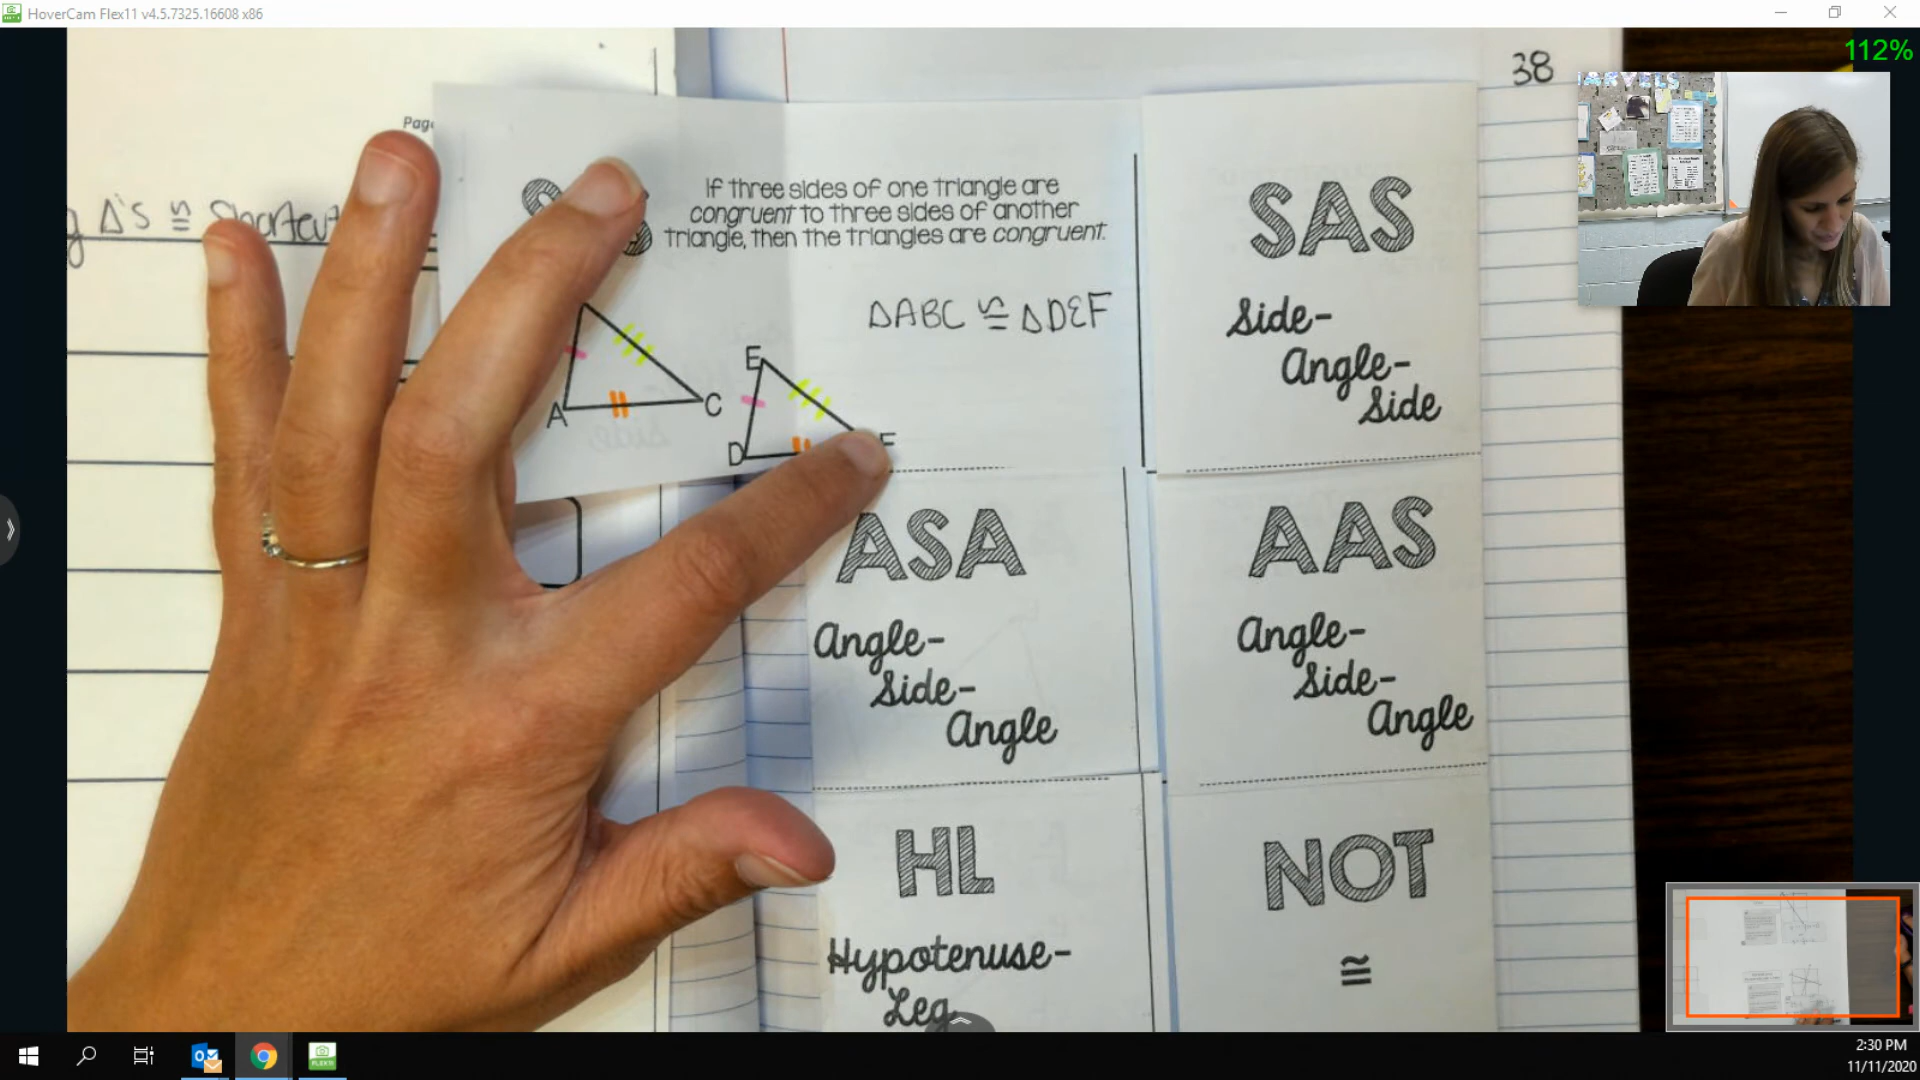 HoverCam Flex11 v4.5.7325.16608 x86
112%
38
Page
Δ's ≅ Shortcut
If three sides of one triangle are
congruent to three sides of another
triangle, then the triangles are congruent.
ΔABC ≅ ΔDEF
A
C
E
D
F
SAS
Side-
Angle-
Side
ASA
Angle-
Side-
Angle
AAS
Angle-
Side-
Angle
HL
Hypotenuse-
Leg
NOT
≅
2:30 PM
11/11/2020